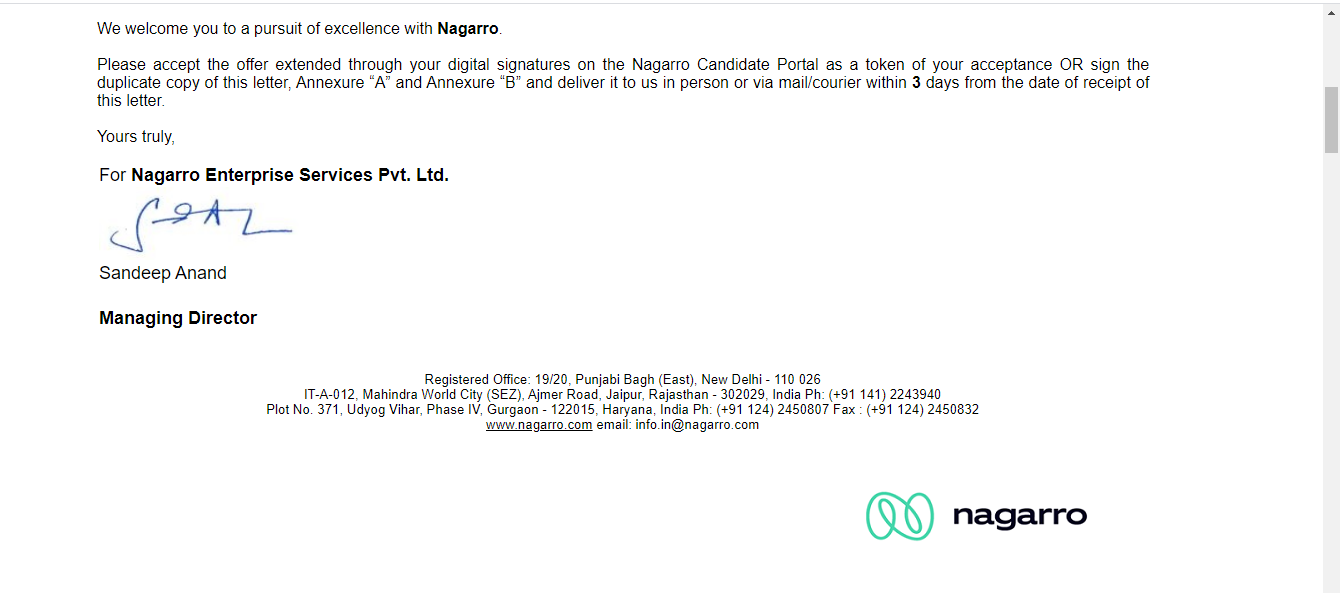 We welcome you to a pursuit of excellence with Nagarro.
Please accept the offer extended through your digital signatures on the Nagarro Candidate Portal as a token of your acceptance OR sign the
duplicate copy of this letter, Annexure “A” and Annexure “B” and deliver it to us in person or via mail/courier within 3 days from the date of receipt of
this letter.
Yours truly,
For Nagarro Enterprise Services Pvt. Ltd.
Sandeep Anand
Managing Director
Registered Office: 19/20, Punjabi Bagh (East), New Delhi - 110 026
IT-A-012, Mahindra World City (SEZ), Ajmer Road, Jaipur, Rajasthan - 302029, India Ph: (+91 141) 2243940
Plot No. 371, Udyog Vihar, Phase IV, Gurgaon - 122015, Haryana, India Ph: (+91 124) 2450807 Fax : (+91 124) 2450832
www.nagarro.com email: info.in@nagarro.com
nagarro